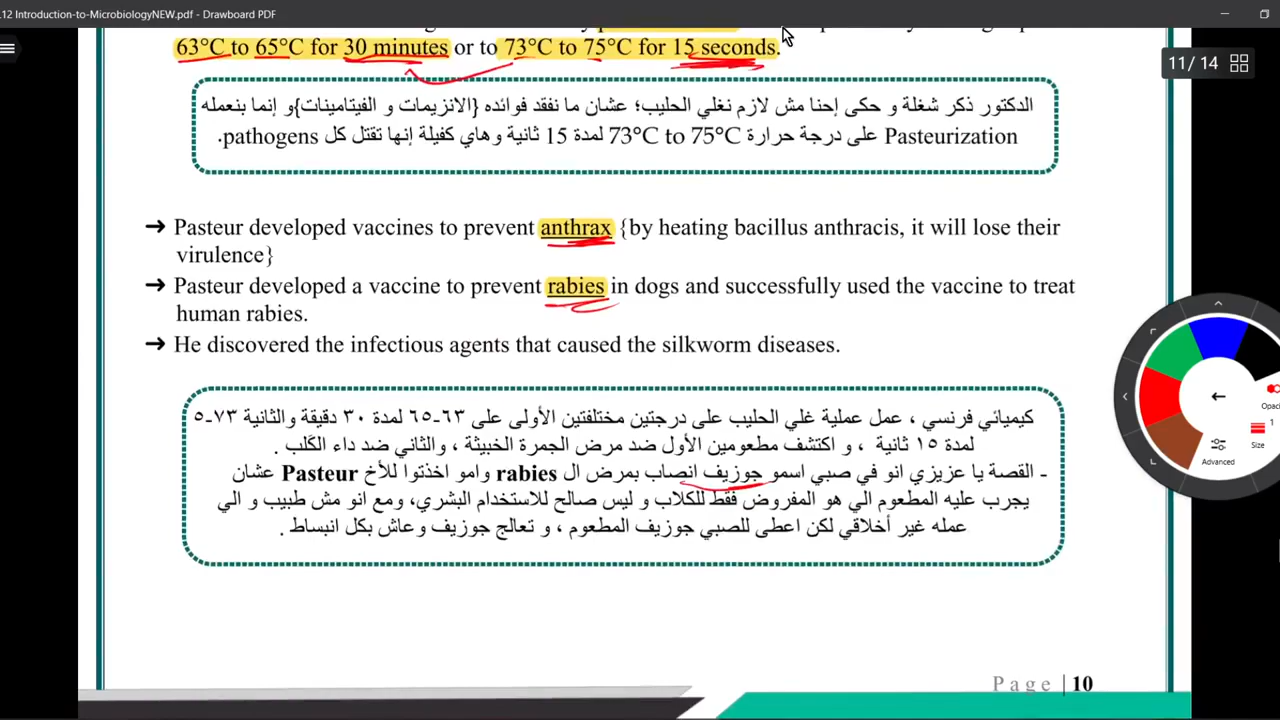 .12 Introduction-to-MicrobiologyNEW.pdf - Drawboard PDF
11/14
63°C to 65°C for 30 minutes or to 73°C to 75°C for 15 seconds.
الدكتور ذكر شغلة و حكى إحنا مش لازم نغلي الحليب؛ عشان ما نفقد فوائده {الانزيمات و الفيتامينات}و إنما بنعمله
Pasteurization على درجة حرارة 73°C to 75°C لمدة 15 ثانية وهاي كفيلة إنها تقتل كل pathogens.
➔ Pasteur developed vaccines to prevent anthrax {by heating bacillus anthracis, it will lose their
virulence}
➔ Pasteur developed a vaccine to prevent rabies in dogs and successfully used the vaccine to treat
human rabies.
➔ He discovered the infectious agents that caused the silkworm diseases.
كيميائي فرنسي ، عمل عملية غلي الحليب على درجتين مختلفتين الأولى على ٦٣-٦٥ لمدة ٣٠ دقيقة والثانية ٧٣-٥
لمدة ١٥ ثانية ، و اكتشف مطعومين الأول ضد مرض الجمرة الخبيثة ، والثاني ضد داء الكَلب .
- القصة يا عزيزي انو في صبي اسمو جوزيف انصاب بمرض ال rabies وامو اخذتوا للأخ Pasteur عشان
يجرب عليه المطعوم الي هو المفروض فقط للكلاب و ليس صالح للاستخدام البشري، ومع انو مش طبيب و الي
عمله غير أخلاقي لكن اعطى للصبي جوزيف المطعوم ، و تعالج جوزيف وعاش بكل انبساط .
Opac
1
Size
Advanced
Page | 10